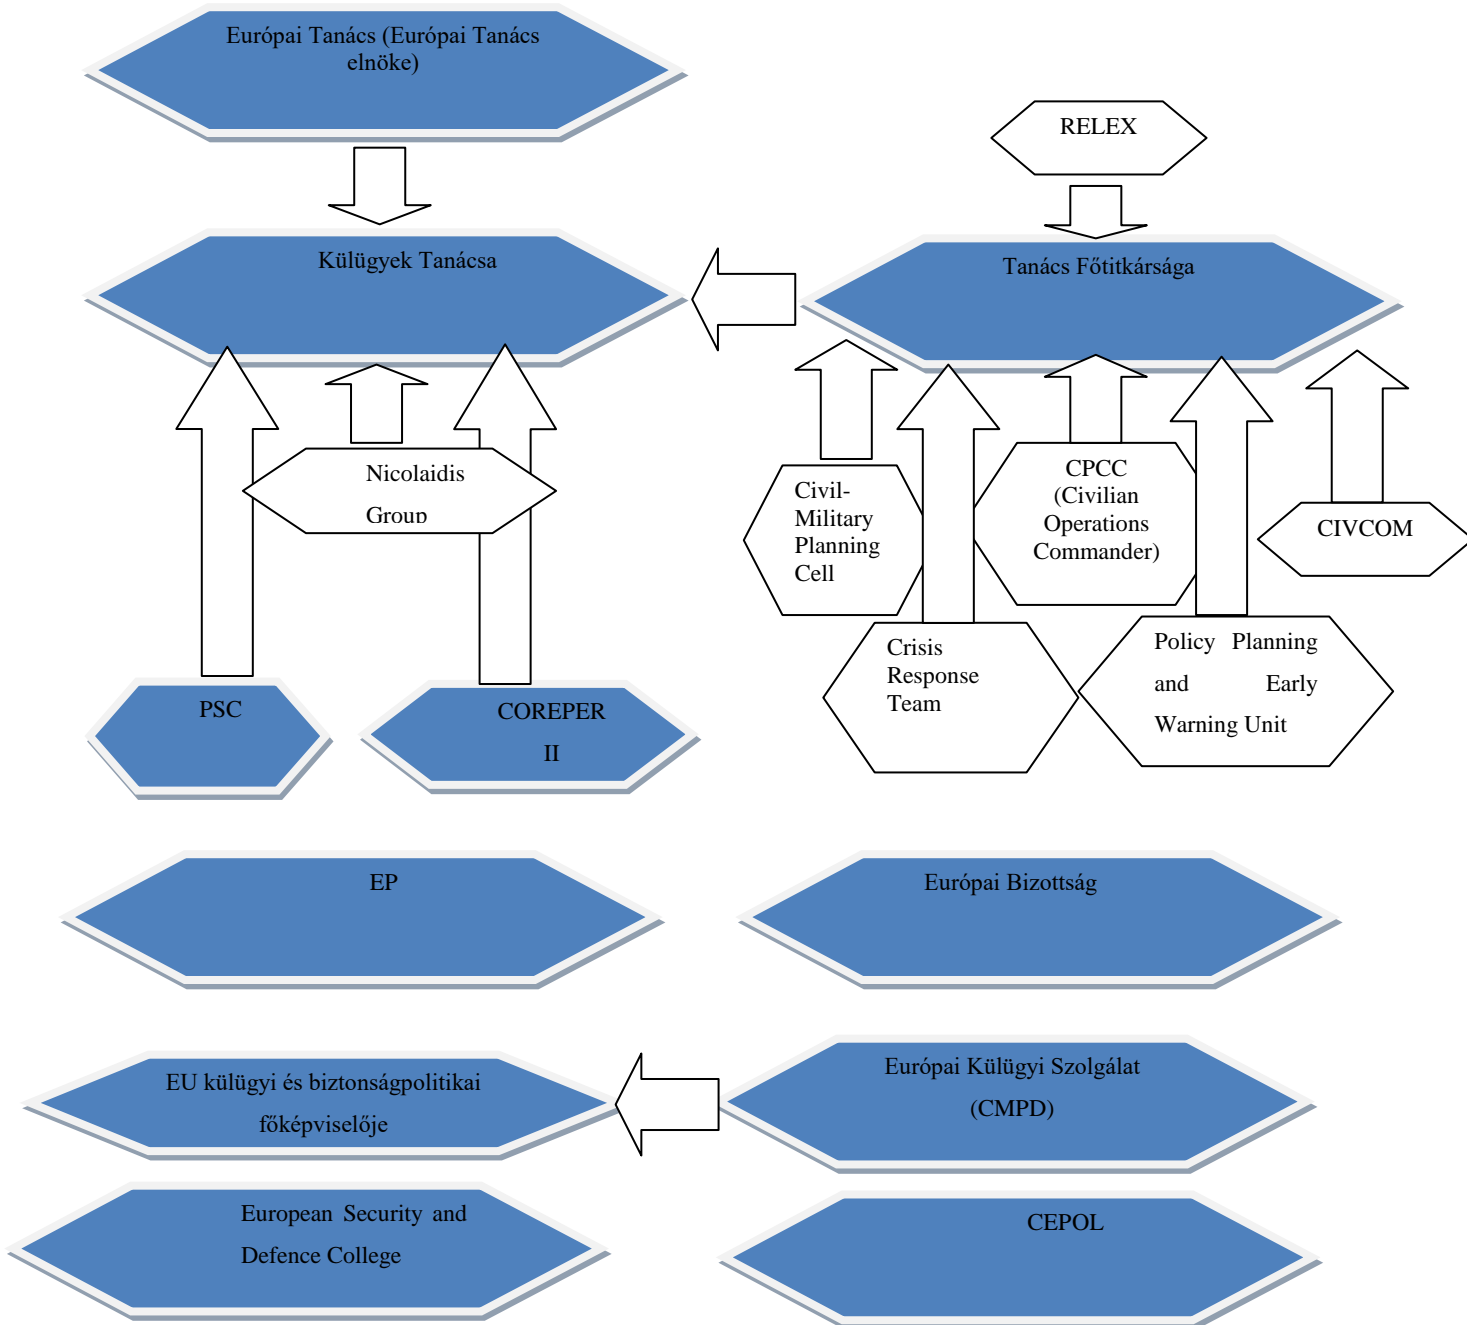 Európai Tanács (Európai Tanács
elnöke)
RELEX
Külügyek Tanácsa
Tanács Főtitkársága
Nicolaidis
Group
Civil-
Military
Planning
Cell
CPCC
(Civilian
Operations
Commander)
CIVCOM
Crisis
Response
Team
Policy Planning
and Early
Warning Unit
PSC
COREPER
II
EP
Európai Bizottság
EU külügyi és biztonságpolitikai
főképviselője
Európai Külügyi Szolgálat
(CMPD)
European Security and
Defence College
CEPOL